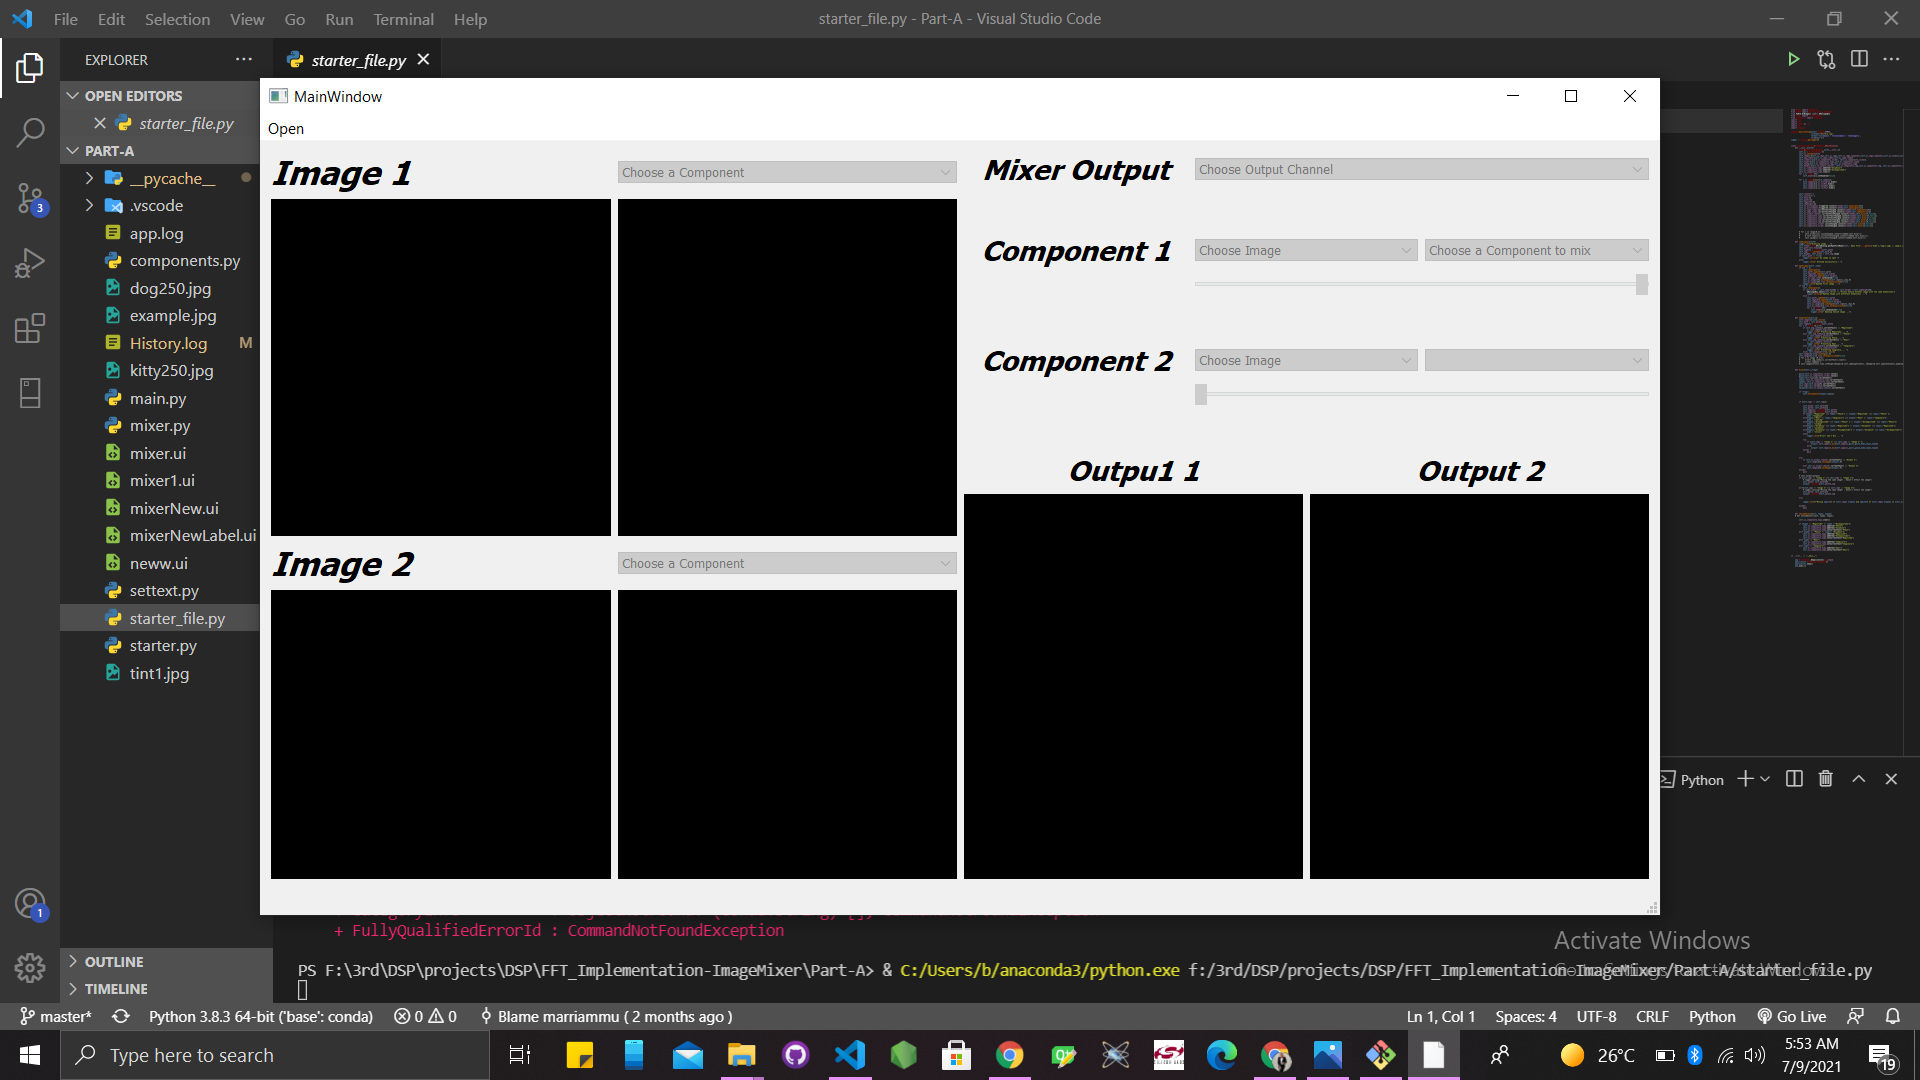 File Edit Selection View Go Run Terminal Help
starter_file.py - Part-A - Visual Studio Code
EXPLORER
starter_file.py
OPEN EDITORS
starter_file.py
PART-A
__pycache__
.vscode
app.log
components.py
dog250.jpg
example.jpg
History.log M
kitty250.jpg
main.py
mixer.py
mixer.ui
mixer1.ui
mixerNew.ui
mixerNewLabel.ui
neww.ui
settext.py
starter_file.py
starter.py
tint1.jpg
OUTLINE
TIMELINE
3
1
MainWindow
Open
Image 1
Choose a Component
Mixer Output
Choose Output Channel
Component 1
Choose Image
Choose a Component to mix
Component 2
Choose Image
Outpu1 1
Output 2
Image 2
Choose a Component
Python
+ FullyQualifiedErrorId : CommandNotFoundException
PS F:\3rd\DSP\projects\DSP\FFT_Implementation-ImageMixer\Part-A> & C:/Users/b/anaconda3/python.exe f:/3rd/DSP/projects/DSP/FFT_Implementation-ImageMixer/Part-A/starter_file.py
Activate Windows
master* Python 3.8.3 64-bit ('base': conda) 0 0 Blame marriammu ( 2 months ago )
Ln 1, Col 1 Spaces: 4 UTF-8 CRLF Python Go Live
Type here to search
26°C
5:53 AM
7/9/2021
19